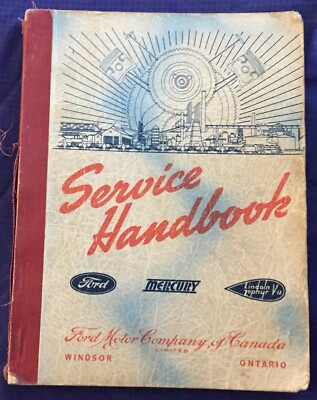 Service
Handbook
Ford
MERCURY
Lincoln
Zephyr V12
Ford Motor Company, of Canada
LIMITED
WINDSOR ONTARIO